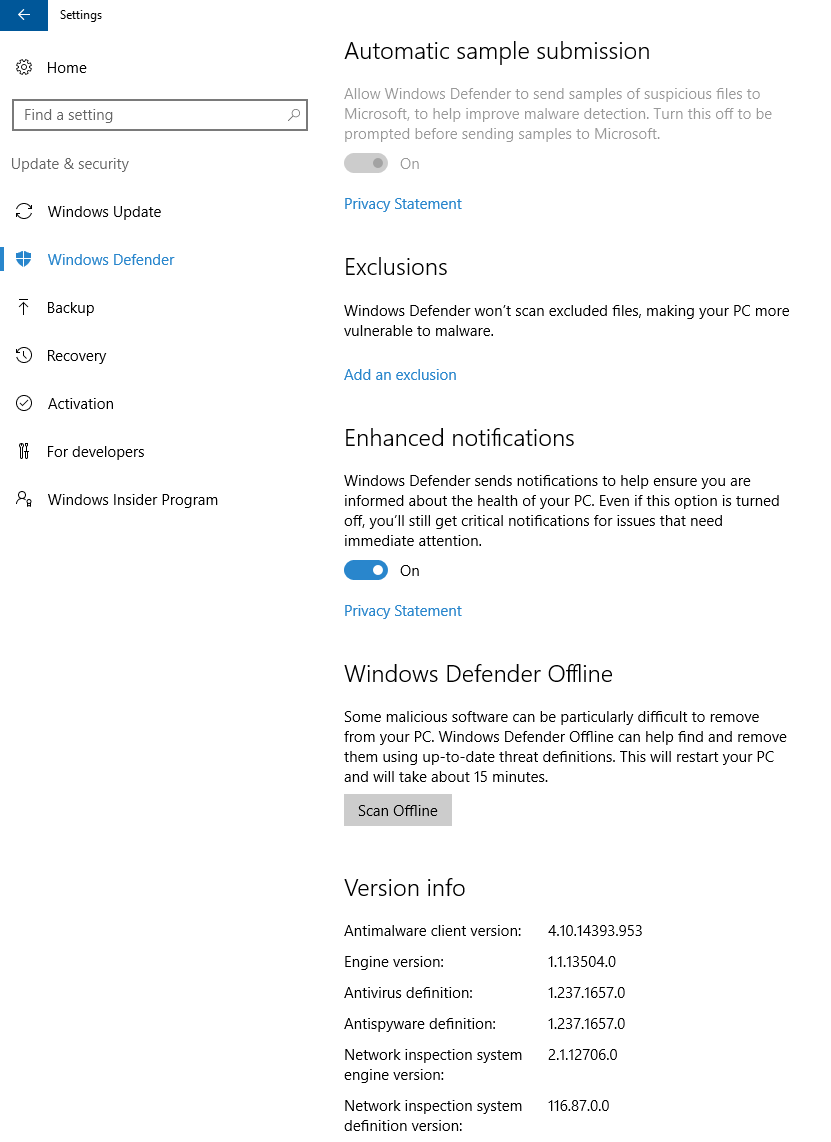 Settings
Home
Find a setting
Update & security
Windows Update
Windows Defender
Backup
Recovery
Activation
For developers
Windows Insider Program
Automatic sample submission
Allow Windows Defender to send samples of suspicious files to
Microsoft, to help improve malware detection. Turn this off to be
prompted before sending samples to Microsoft.
On
Privacy Statement
Exclusions
Windows Defender won't scan excluded files, making your PC more
vulnerable to malware.
Add an exclusion
Enhanced notifications
Windows Defender sends notifications to help ensure you are
informed about the health of your PC. Even if this option is turned
off, you'll still get critical notifications for issues that need
immediate attention.
On
Privacy Statement
Windows Defender Offline
Some malicious software can be particularly difficult to remove
from your PC. Windows Defender Offline can help find and remove
them using up-to-date threat definitions. This will restart your PC
and will take about 15 minutes.
Scan Offline
Version info
Antimalware client version: 4.10.14393.953
Engine version: 1.1.13504.0
Antivirus definition: 1.237.1657.0
Antispyware definition: 1.237.1657.0
Network inspection system 2.1.12706.0
engine version:
Network inspection system 116.87.0.0
definition version: